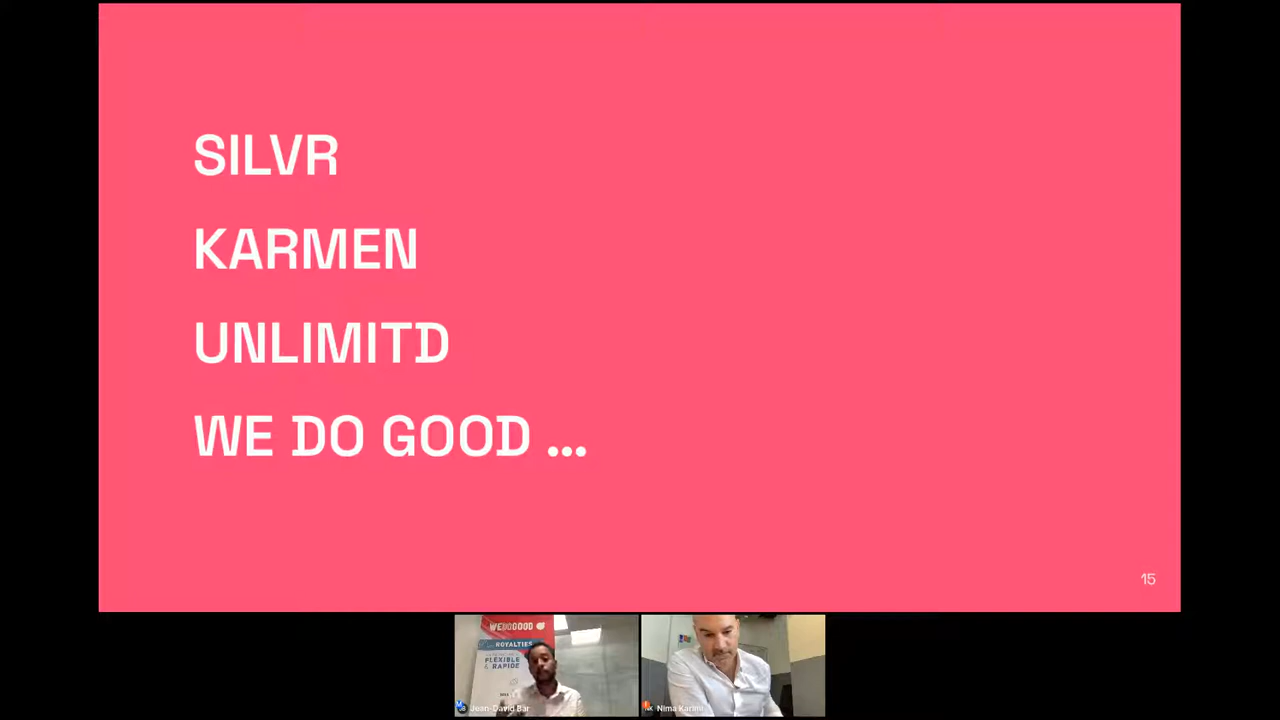 SILVR
KARMEN
UNLIMITD
WE DO GOOD ...
15
WEDOGOOD
ROYALTIES
FLEXIBLE
& RAPIDE
Jean-David Bar
Nima Karimi